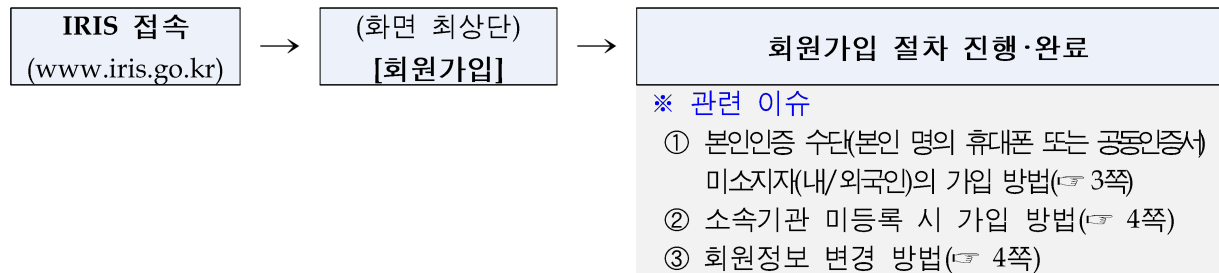 IRIS 접속
(www.iris.go.kr)
→
(화면 최상단)
[회원가입]
→
회원가입 절차 진행·완료
※ 관련 이슈
① 본인인증 수단(본인 명의 휴대폰 또는 공동인증서)
미소지자(내/외국인)의 가입 방법(☞ 3쪽)
② 소속기관 미등록 시 가입 방법(☞ 4쪽)
③ 회원정보 변경 방법(☞ 4쪽)